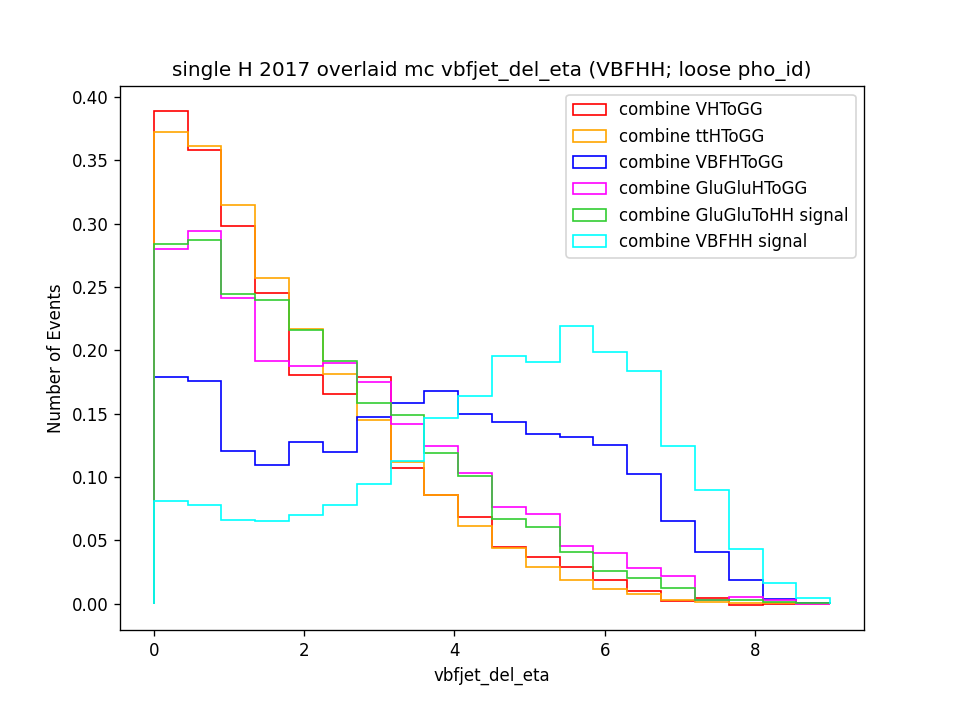 single H 2017 overlaid mc vbfjet_del_eta (VBFHH; loose pho_id)
combine VHToGG
combine ttHToGG
combine VBFHToGG
combine GluGluHToGG
combine GluGluToHH signal
combine VBFHH signal
Number of Events
0.40
0.35
0.30
0.25
0.20
0.15
0.10
0.05
0.00
0 2 4 6 8
vbfjet_del_eta